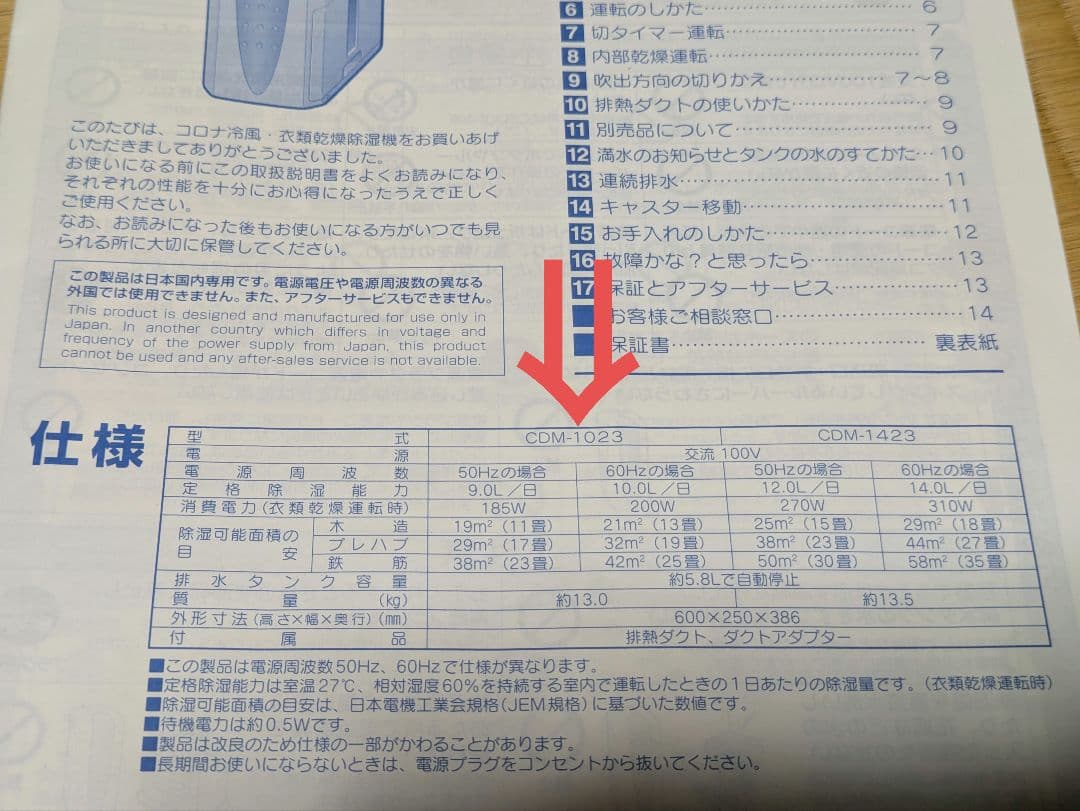 6 運転のしかた……………………6
7 切タイマー運転…………………7
8 内部乾燥運転……………………7
9 吹出方向の切りかえ…………7〜8
10 排熱ダクトの使いかた…………9
11 別売品について…………………9
12 満水のお知らせとタンクの水のすてかた…10
13 連続排水…………………………11
14 キャスター移動…………………11
15 お手入れのしかた………………12
16 故障かな?と思ったら…………13
17 保証とアフターサービス………13
お客様ご相談窓口…………………14
保証書…………………………裏表紙
このたびは、コロナ冷風・衣類乾燥除湿機をお買いあげ
いただきましてありがとうございました。
お使いになる前にこの取扱説明書をよくお読みになり、
それぞれの性能を十分にお心得になったうえで正しく
ご使用ください。
なお、お読みになった後もお使いになる方がいつでも見
られる所に大切に保管してください。
この製品は日本国内専用です。電源電圧や電源周波数の異なる
外国では使用できません。また、アフターサービスもできません。
This product is designed and manufactured for use only in
Japan. In another country which differs in voltage and
frequency of the power supply from Japan, this product
cannot be used and any after-sales service is not available.
仕様
型式 CDM-1023 CDM-1423
電源 交流 100V
電源周波数 50Hzの場合 60Hzの場合 50Hzの場合 60Hzの場合
定格除湿能力 9.0L/日 10.0L/日 12.0L/日 14.0L/日
消費電力(衣類乾燥運転時) 185W 200W 270W 310W
除湿可能面積の目安 木造 19m²(11畳) 21m²(13畳) 25m²(15畳) 29m²(18畳)
プレハブ 29m²(17畳) 32m²(19畳) 38m²(23畳) 44m²(27畳)
鉄筋 38m²(23畳) 42m²(25畳) 50m²(30畳) 58m²(35畳)
排水タンク容量 約5.8Lで自動停止
質量(kg) 約13.0 約13.5
外形寸法(高さ×幅×奥行)(mm) 600×250×386
付属品 排熱ダクト、ダクトアダプター
■この製品は電源周波数50Hz、60Hzで仕様が異なります。
■定格除湿能力は室温27℃、相対湿度60%を持続する室内で運転したときの1日あたりの除湿量です。(衣類乾燥運転時)
■除湿可能面積の目安は、日本電機工業会規格(JEM規格)に基づいた数値です。
■待機電力は約0.5Wです。
■製品は改良のため仕様の一部がかわることがあります。
■長期間お使いにならないときは、電源プラグをコンセントから抜いてください。